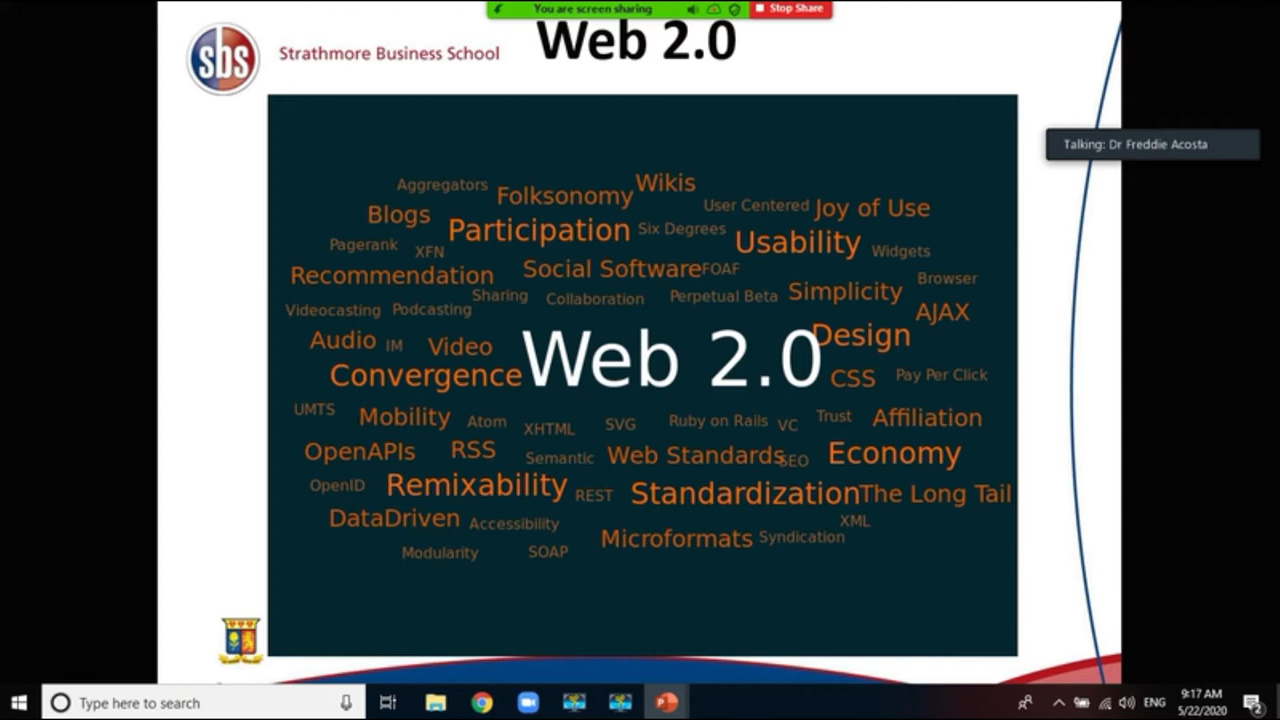 You are screen sharing
Stop Share
Web 2.0
sbs
Strathmore Business School
Talking: Dr Freddie Acosta
Aggregators Folksonomy Wikis
User Centered Joy of Use
Blogs Participation Six Degrees Usability Widgets
Pagerank XFN
Recommendation Social Software FOAF Browser
Sharing Collaboration Perpetual Beta Simplicity
Videocasting Podcasting AJAX
Audio IM Video Web 2.0 Design
Convergence CSS Pay Per Click
UMTS Mobility Atom XHTML SVG Ruby on Rails VC Trust Affiliation
OpenAPIs RSS Semantic Web Standards SEO Economy
OpenID Remixability REST Standardization The Long Tail
DataDriven Accessibility XML
Microformats Syndication
Modularity SOAP
Type here to search
ENG
9:17 AM
5/22/2020
2